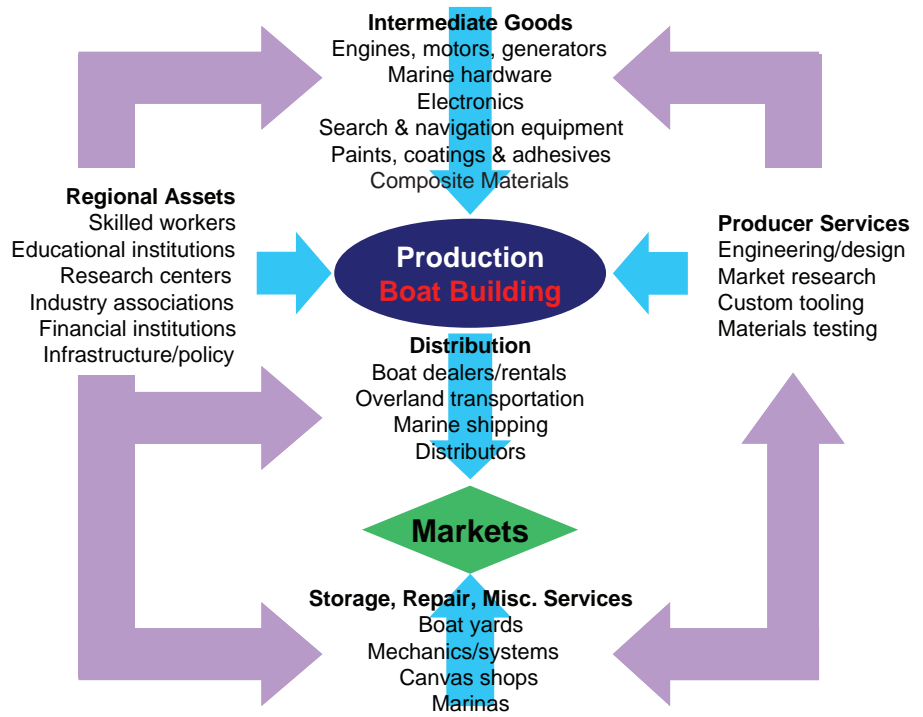 Intermediate Goods
Engines, motors, generators
Marine hardware
Electronics
Search & navigation equipment
Paints, coatings & adhesives
Composite Materials
Regional Assets
Skilled workers
Educational institutions
Research centers
Industry associations
Financial institutions
Infrastructure/policy
Production
Boat Building
Producer Services
Engineering/design
Market research
Custom tooling
Materials testing
Distribution
Boat dealers/rentals
Overland transportation
Marine shipping
Distributors
Markets
Storage, Repair, Misc. Services
Boat yards
Mechanics/systems
Canvas shops
Marinas